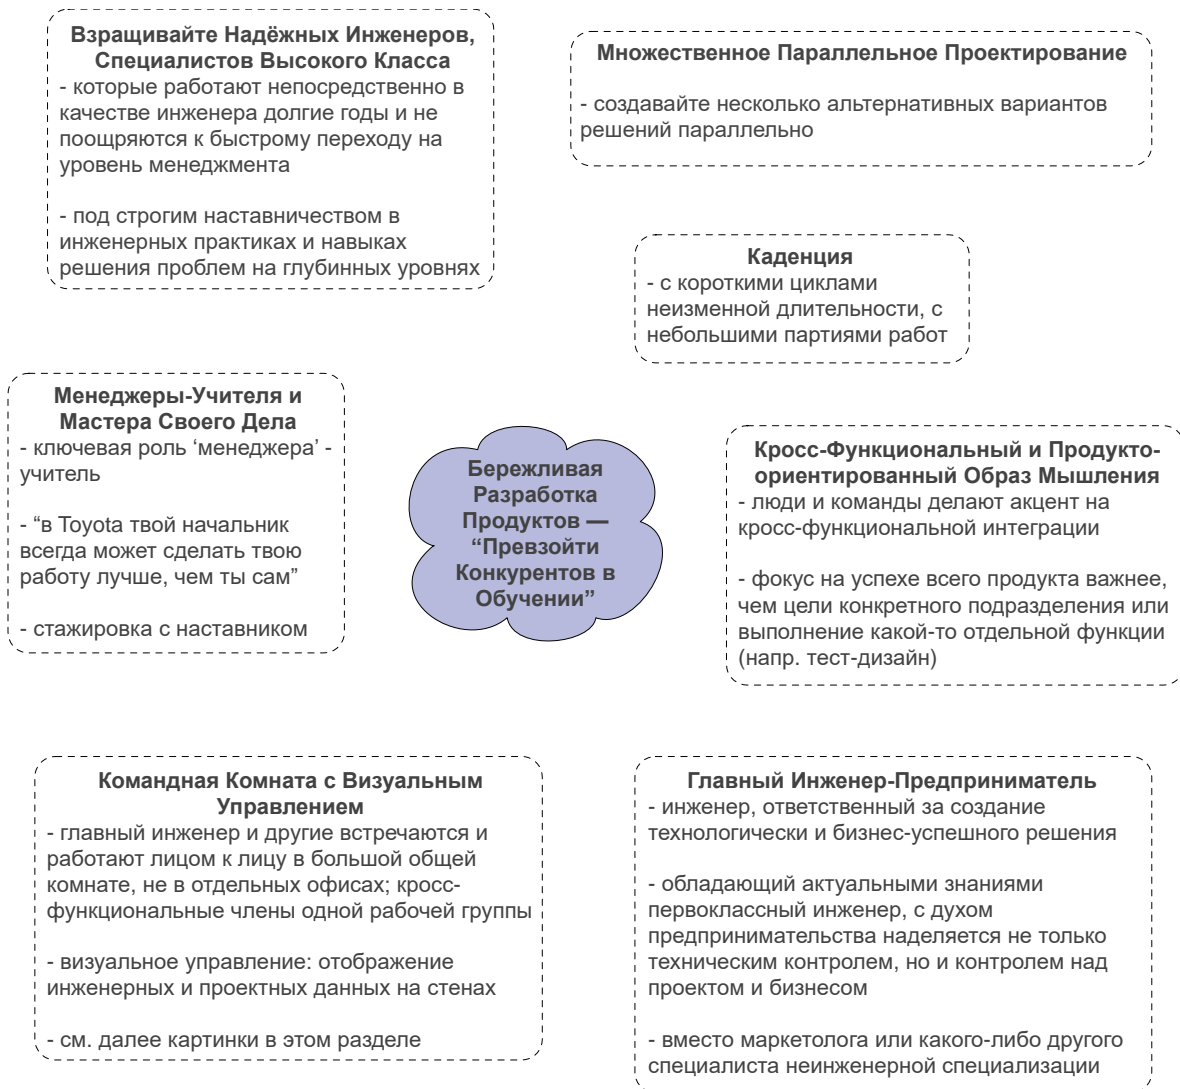 Взращивайте Надёжных Инженеров,
Специалистов Высокого Класса
- которые работают непосредственно в
качестве инженера долгие годы и не
поощряются к быстрому переходу на
уровень менеджмента
- под строгим наставничеством в
инженерных практиках и навыках
решения проблем на глубинных уровнях
Множественное Параллельное Проектирование
- создавайте несколько альтернативных вариантов
решений параллельно
Каденция
- с короткими циклами
неизменной длительности, с
небольшими партиями работ
Менеджеры-Учителя и
Мастера Своего Дела
- ключевая роль ‘менеджера’ -
учитель
- “в Toyota твой начальник
всегда может сделать твою
работу лучше, чем ты сам”
- стажировка с наставником
Бережливая
Разработка
Продуктов —
“Превзойти
Конкурентов в
Обучении”
Кросс-Функциональный и Продукто-
ориентированный Образ Мышления
- люди и команды делают акцент на
кросс-функциональной интеграции
- фокус на успехе всего продукта важнее,
чем цели конкретного подразделения или
выполнение какой-то отдельной функции
(напр. тест-дизайн)
Командная Комната с Визуальным
Управлением
- главный инженер и другие встречаются и
работают лицом к лицу в большой общей
комнате, не в отдельных офисах; кросс-
функциональные члены одной рабочей группы
- визуальное управление: отображение
инженерных и проектных данных на стенах
- см. далее картинки в этом разделе
Главный Инженер-Предприниматель
- инженер, ответственный за создание
технологически и бизнес-успешного решения
- обладающий актуальными знаниями
первоклассный инженер, с духом
предпринимательства наделяется не только
техническим контролем, но и контролем над
проектом и бизнесом
- вместо маркетолога или какого-либо другого
специалиста неинженерной специализации